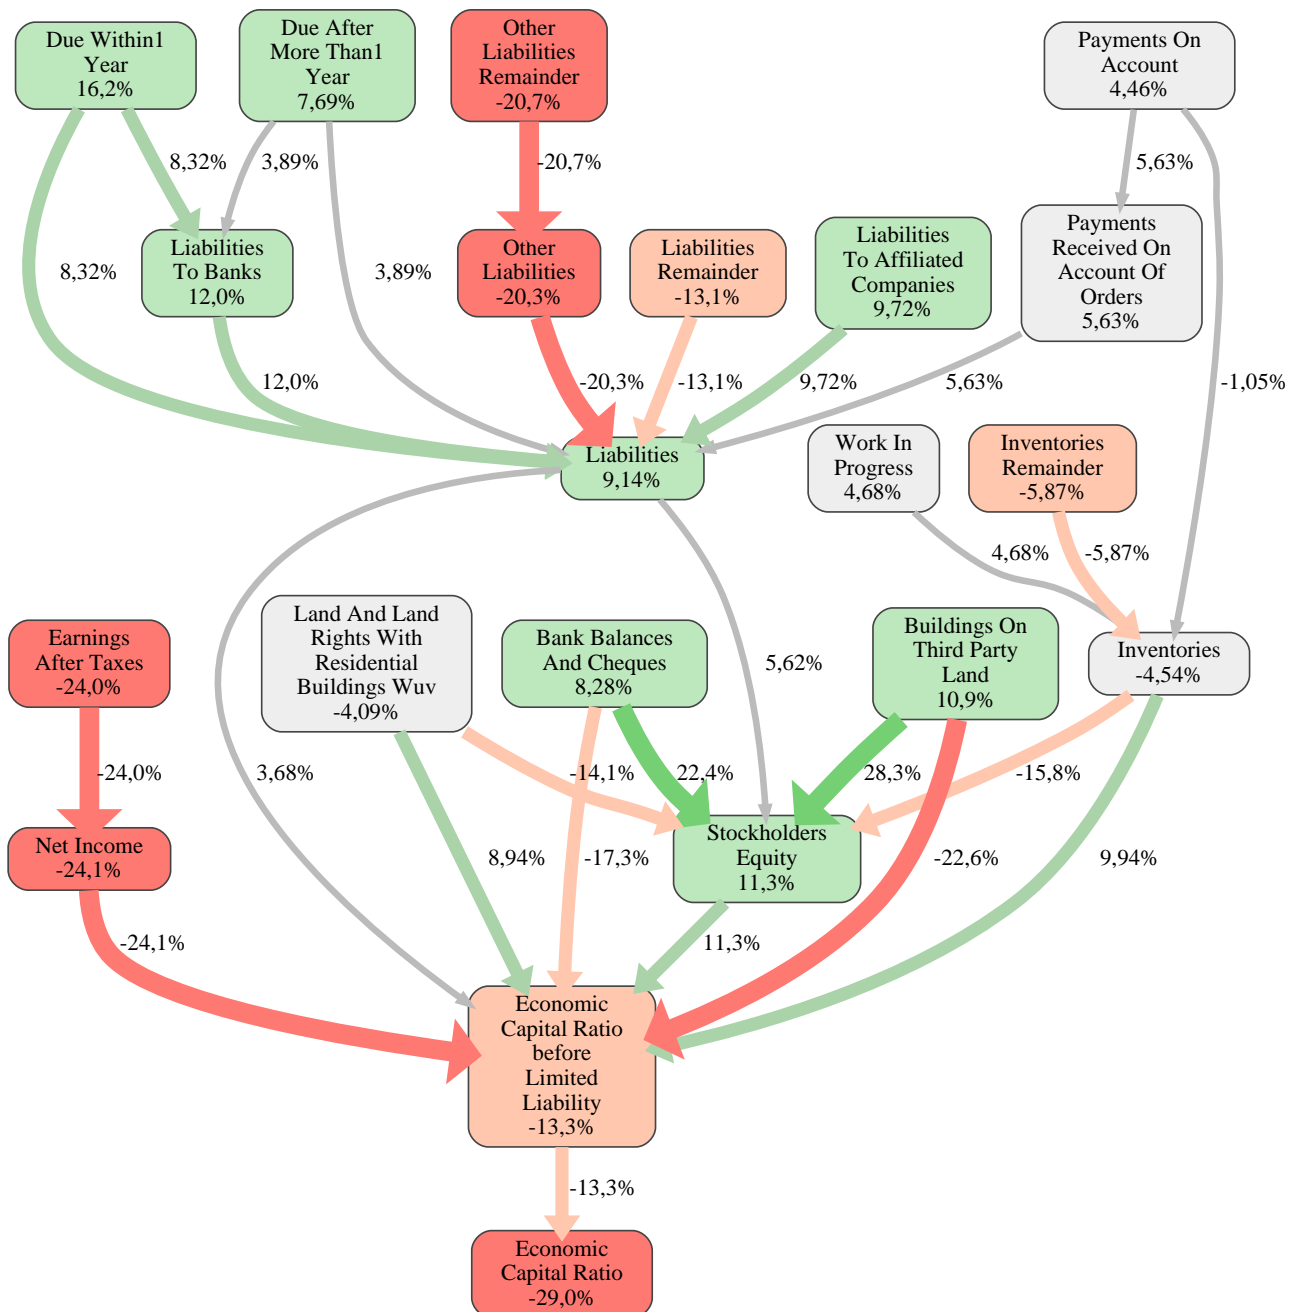 Due Within1
Year
16,2%
Due After
More Than1
Year
7,69%
Other
Liabilities
Remainder
-20,7%
Payments On
Account
4,46%
8,32%
3,89%
-20,7%
5,63%
Liabilities
To Banks
12,0%
Other
Liabilities
-20,3%
Liabilities
Remainder
-13,1%
Liabilities
To Affiliated
Companies
9,72%
Payments
Received On
Account Of
Orders
5,63%
8,32%
3,89%
12,0%
-20,3%
-13,1%
9,72%
5,63%
-1,05%
Liabilities
9,14%
Work In
Progress
4,68%
Inventories
Remainder
-5,87%
4,68%
-5,87%
Earnings
After Taxes
-24,0%
Land And Land
Rights With
Residential
Buildings Wuv
-4,09%
Bank Balances
And Cheques
8,28%
5,62%
Buildings On
Third Party
Land
10,9%
Inventories
-4,54%
-24,0%
3,68%
-14,1%
22,4%
28,3%
-15,8%
Net Income
-24,1%
8,94%
-17,3%
Stockholders
Equity
11,3%
-22,6%
9,94%
-24,1%
11,3%
Economic
Capital Ratio
before
Limited
Liability
-13,3%
-13,3%
Economic
Capital Ratio
-29,0%